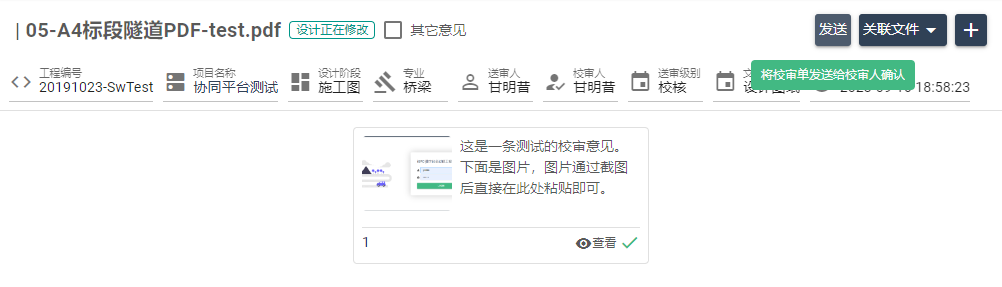 | 05-A4标段隧道PDF-test.pdf 设计正在修改 其它意见 发送 关联文件 +
工程编号 项目名称 设计阶段 专业 送审人 校审人 送审级别
将校审单发送给校审人确认
20191023-SwTest 协同平台测试 施工图 桥梁 甘明昔 甘明昔 校核 18:58:23
这是一条测试的校审意见。
下面是图片，图片通过截图
后直接在此处粘贴即可。
1 查看